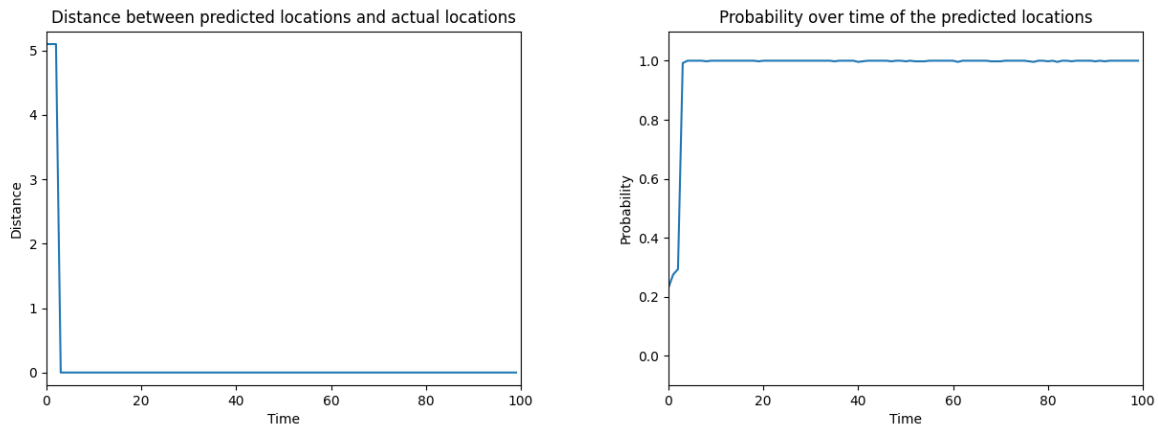 Distance between predicted locations and actual locations
5
4
3
2
1
0
Distance
0 20 40 60 80 100
Time
Probability over time of the predicted locations
1.0
0.8
0.6
0.4
0.2
0.0
Probability
0 20 40 60 80 100
Time